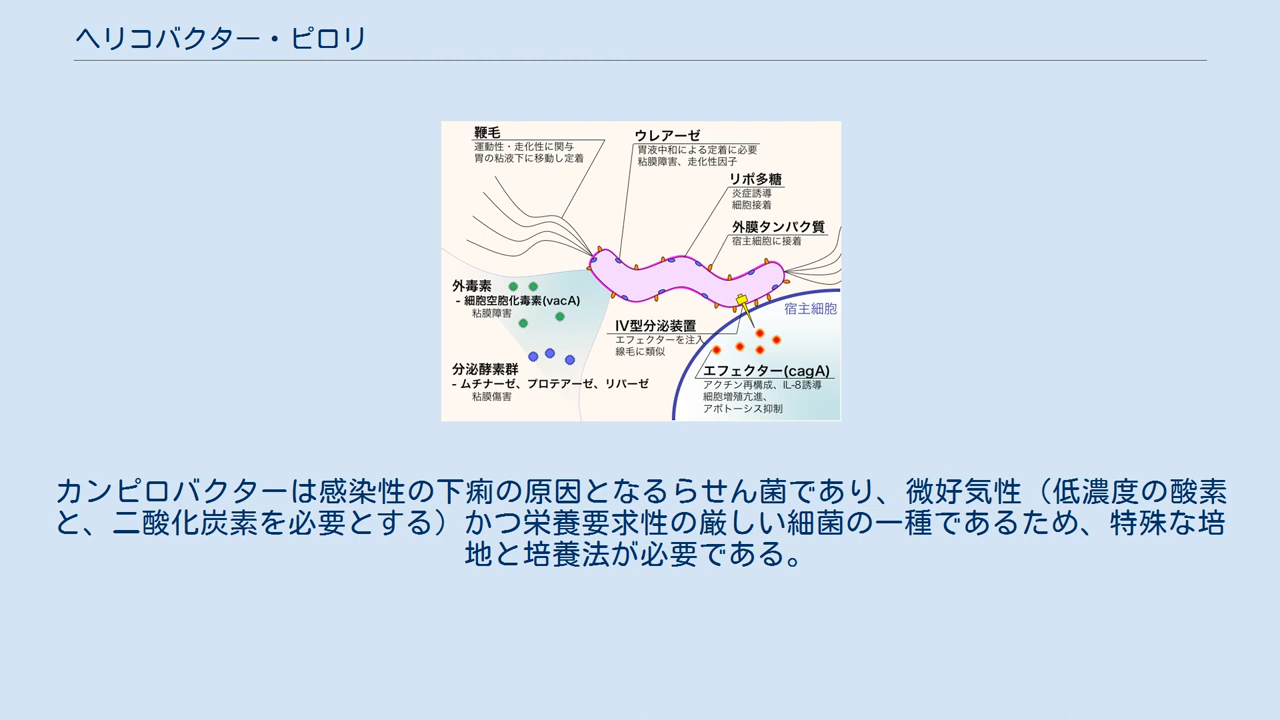 ヘリコバクター・ピロリ
鞭毛
運動性・走化性に関与
胃の粘液下に移動し定着
ウレアーゼ
胃液中和による定着に必要
粘膜障害、走化性因子
リポ多糖
炎症誘導
細胞接着
外膜タンパク質
宿主細胞に接着
外毒素
- 細胞空胞化毒素(vacA)
粘膜障害
分泌酵素群
- ムチナーゼ、プロテアーゼ、リパーゼ
粘膜傷害
IV型分泌装置
エフェクターを注入
線毛に類似
宿主細胞
エフェクター(cagA)
アクチン再構成、IL-8誘導
細胞増殖亢進、
アポトーシス抑制
カンピロバクターは感染性の下痢の原因となるらせん菌であり、微好気性（低濃度の酸素
と、二酸化炭素を必要とする）かつ栄養要求性の厳しい細菌の一種であるため、特殊な培
地と培養法が必要である。